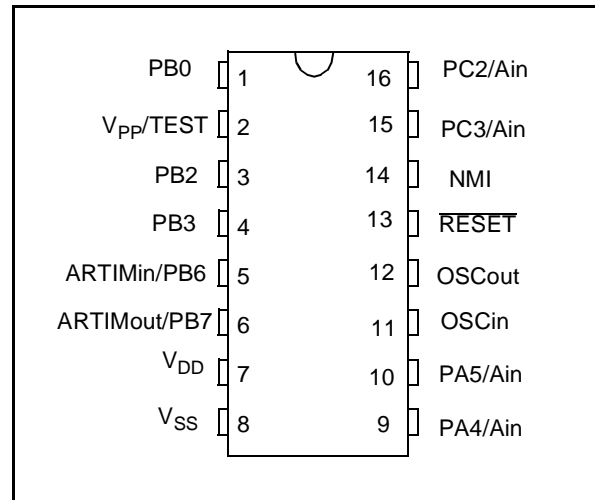 PB0 1 16 PC2/Ain
VPP/TEST 2 15 PC3/Ain
PB2 3 14 NMI
PB3 4 13 RESET
ARTIMin/PB6 5 12 OSCout
ARTIMout/PB7 6 11 OSCin
VDD 7 10 PA5/Ain
VSS 8 9 PA4/Ain